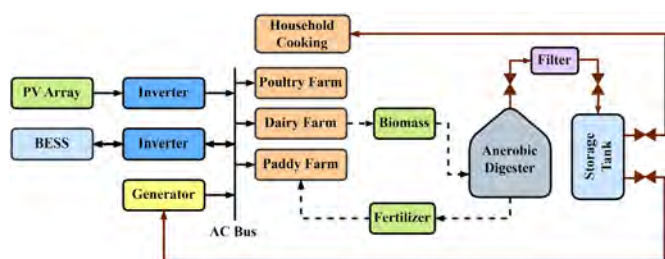 Household
Cooking
Filter
Poultry Farm
PV Array
Inverter
Dairy Farm
Biomass
BESS
Inverter
Anerobic
Digester
Storage
Tank
Paddy Farm
Generator
Fertilizer
AC Bus